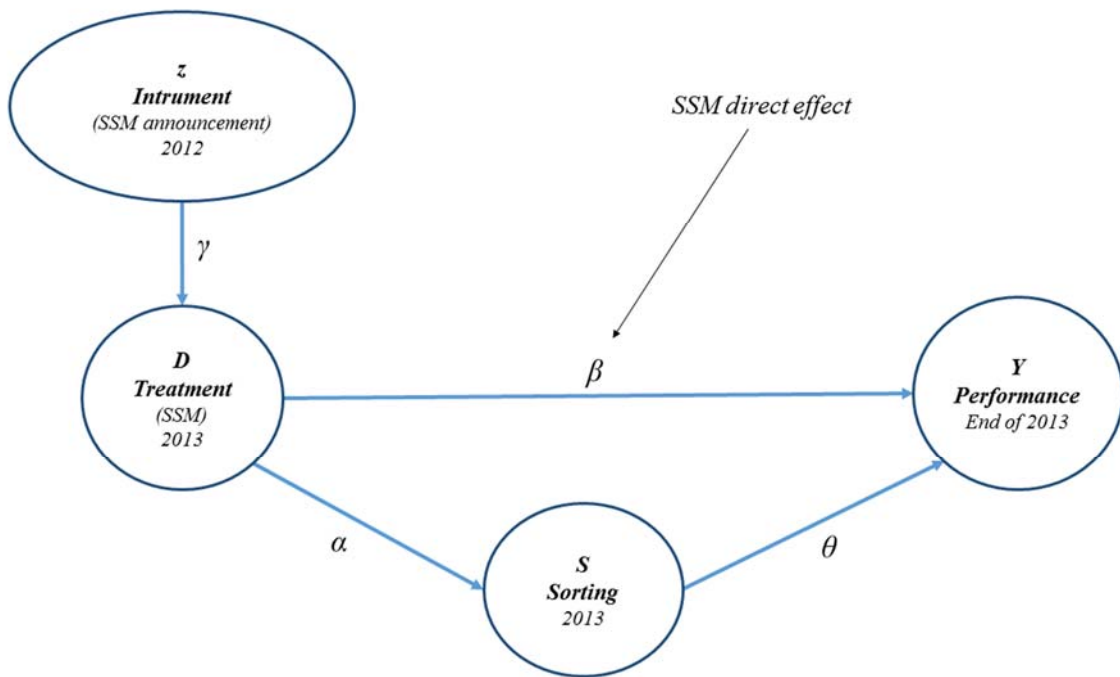 z
Intrument
(SSM announcement)
2012
SSM direct effect
γ
D
Treatment
(SSM)
2013
β
Y
Performance
End of 2013
α
S
Sorting
2013
θ